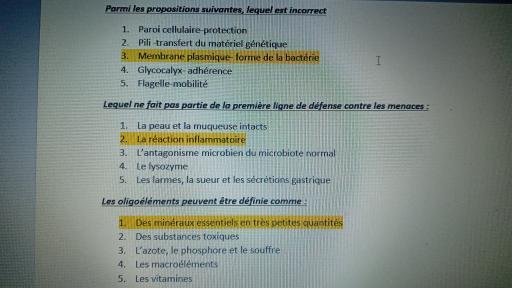 Parmi les propositions suivantes, lequel est incorrect
1. Paroi cellulaire-protection
2. Pili -transfert du matériel génétique
3. Membrane plasmique- forme de la bactérie
4. Glycocalyx- adhérence
5. Flagelle-mobilité
Lequel ne fait pas partie de la première ligne de défense contre les menaces :
1. La peau et la muqueuse intacts
2. La réaction inflammatoire
3. L'antagonisme microbien du microbiote normal
4. Le lysozyme
5. Les larmes, la sueur et les sécrétions gastrique
Les oligoéléments peuvent être définie comme :
1. Des minéraux essentiels en très petites quantités
2. Des substances toxiques
3. L'azote, le phosphore et le souffre
4. Les macroéléments
5. Les vitamines